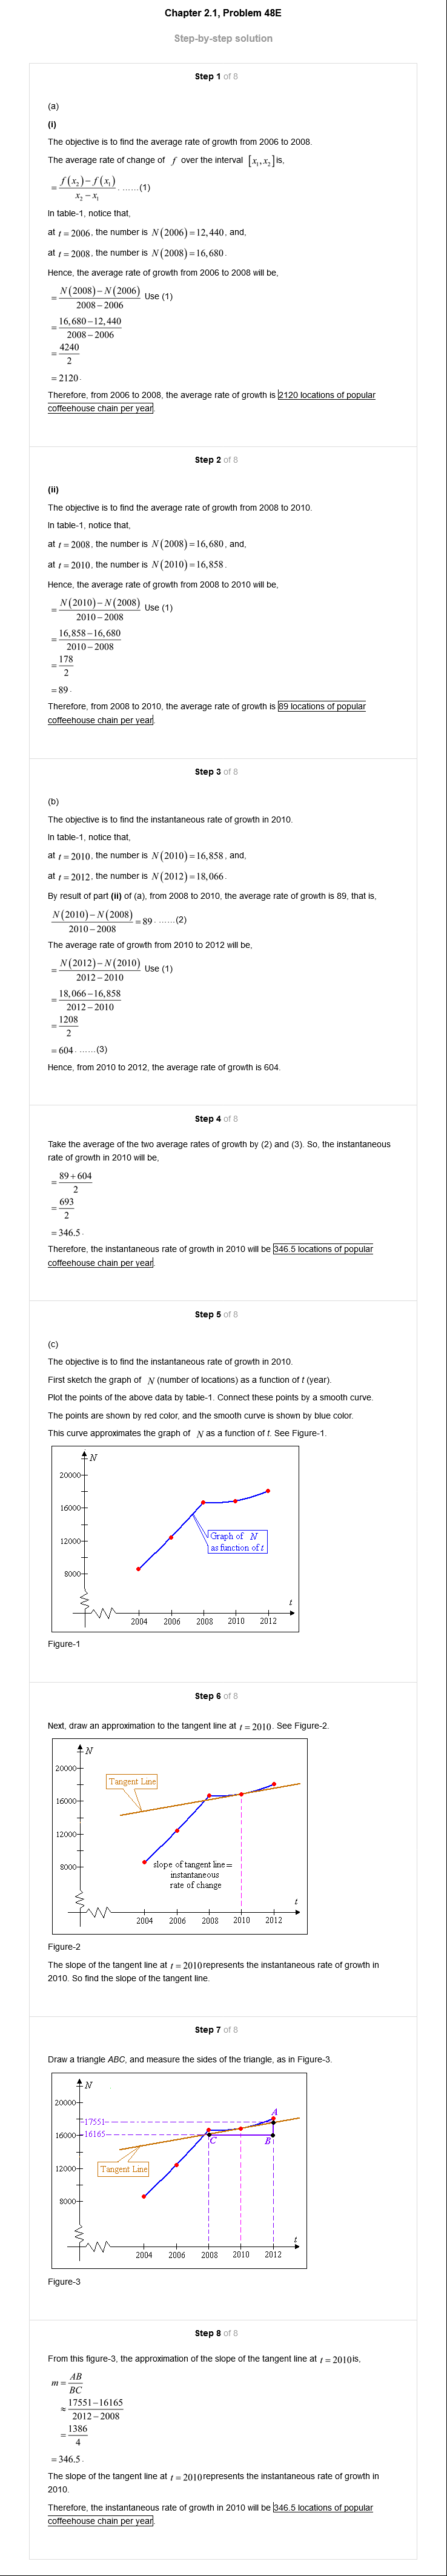 Chapter 2.1, Problem 48E
Step-by-step solution
Step 1 of 8
(a)
(i)
The objective is to find the average rate of growth from 2006 to 2008.
The average rate of change of f over the interval [x₁, x₂] is,
= f(x₂) − f(x₁) / x₂ − x₁ . ……(1)
In table-1, notice that,
at t = 2006, the number is N(2006) = 12,440, and,
at t = 2008, the number is N(2008) = 16,680.
Hence, the average rate of growth from 2006 to 2008 will be,
= N(2008) − N(2006) / 2008 − 2006 Use (1)
= 16,680 − 12,440 / 2008 − 2006
= 4240 / 2
= 2120.
Therefore, from 2006 to 2008, the average rate of growth is 2120 locations of popular
coffeehouse chain per year.
Step 2 of 8
(ii)
The objective is to find the average rate of growth from 2008 to 2010.
In table-1, notice that,
at t = 2008, the number is N(2008) = 16,680, and,
at t = 2010, the number is N(2010) = 16,858.
Hence, the average rate of growth from 2008 to 2010 will be,
= N(2010) − N(2008) / 2010 − 2008 Use (1)
= 16,858 − 16,680 / 2010 − 2008
= 178 / 2
= 89.
Therefore, from 2008 to 2010, the average rate of growth is 89 locations of popular
coffeehouse chain per year.
Step 3 of 8
(b)
The objective is to find the instantaneous rate of growth in 2010.
In table-1, notice that,
at t = 2010, the number is N(2010) = 16,858, and,
at t = 2012, the number is N(2012) = 18,066.
By result of part (ii) of (a), from 2008 to 2010, the average rate of growth is 89, that is,
N(2010) − N(2008) / 2010 − 2008 = 89. ……(2)
The average rate of growth from 2010 to 2012 will be,
= N(2012) − N(2010) / 2012 − 2010 Use (1)
= 18,066 − 16,858 / 2012 − 2010
= 1208 / 2
= 604. ……(3)
Hence, from 2010 to 2012, the average rate of growth is 604.
Step 4 of 8
Take the average of the two average rates of growth by (2) and (3). So, the instantaneous
rate of growth in 2010 will be,
= 89 + 604 / 2
= 693 / 2
= 346.5.
Therefore, the instantaneous rate of growth in 2010 will be 346.5 locations of popular
coffeehouse chain per year.
Step 5 of 8
(c)
The objective is to find the instantaneous rate of growth in 2010.
First sketch the graph of N (number of locations) as a function of t (year).
Plot the points of the above data by table-1. Connect these points by a smooth curve.
The points are shown by red color, and the smooth curve is shown by blue color.
This curve approximates the graph of N as a function of t. See Figure-1.
N
20000
16000
12000
8000
Graph of N
as function of t
t
2004 2006 2008 2010 2012
Figure-1
Step 6 of 8
Next, draw an approximation to the tangent line at t = 2010. See Figure-2.
N
20000
Tangent Line
16000
12000
8000
slope of tangent line=
instantaneous
rate of change
t
2004 2006 2008 2010 2012
Figure-2
The slope of the tangent line at t = 2010 represents the instantaneous rate of growth in
2010. So find the slope of the tangent line.
Step 7 of 8
Draw a triangle ABC, and measure the sides of the triangle, as in Figure-3.
N
20000
A
17551
16000
16165
C
B
12000
Tangent Line
8000
t
2004 2006 2008 2010 2012
Figure-3
Step 8 of 8
From this figure-3, the approximation of the slope of the tangent line at t = 2010 is,
m = AB / BC
≈ 17551 − 16165 / 2012 − 2008
= 1386 / 4
= 346.5.
The slope of the tangent line at t = 2010 represents the instantaneous rate of growth in
2010.
Therefore, the instantaneous rate of growth in 2010 will be 346.5 locations of popular
coffeehouse chain per year.